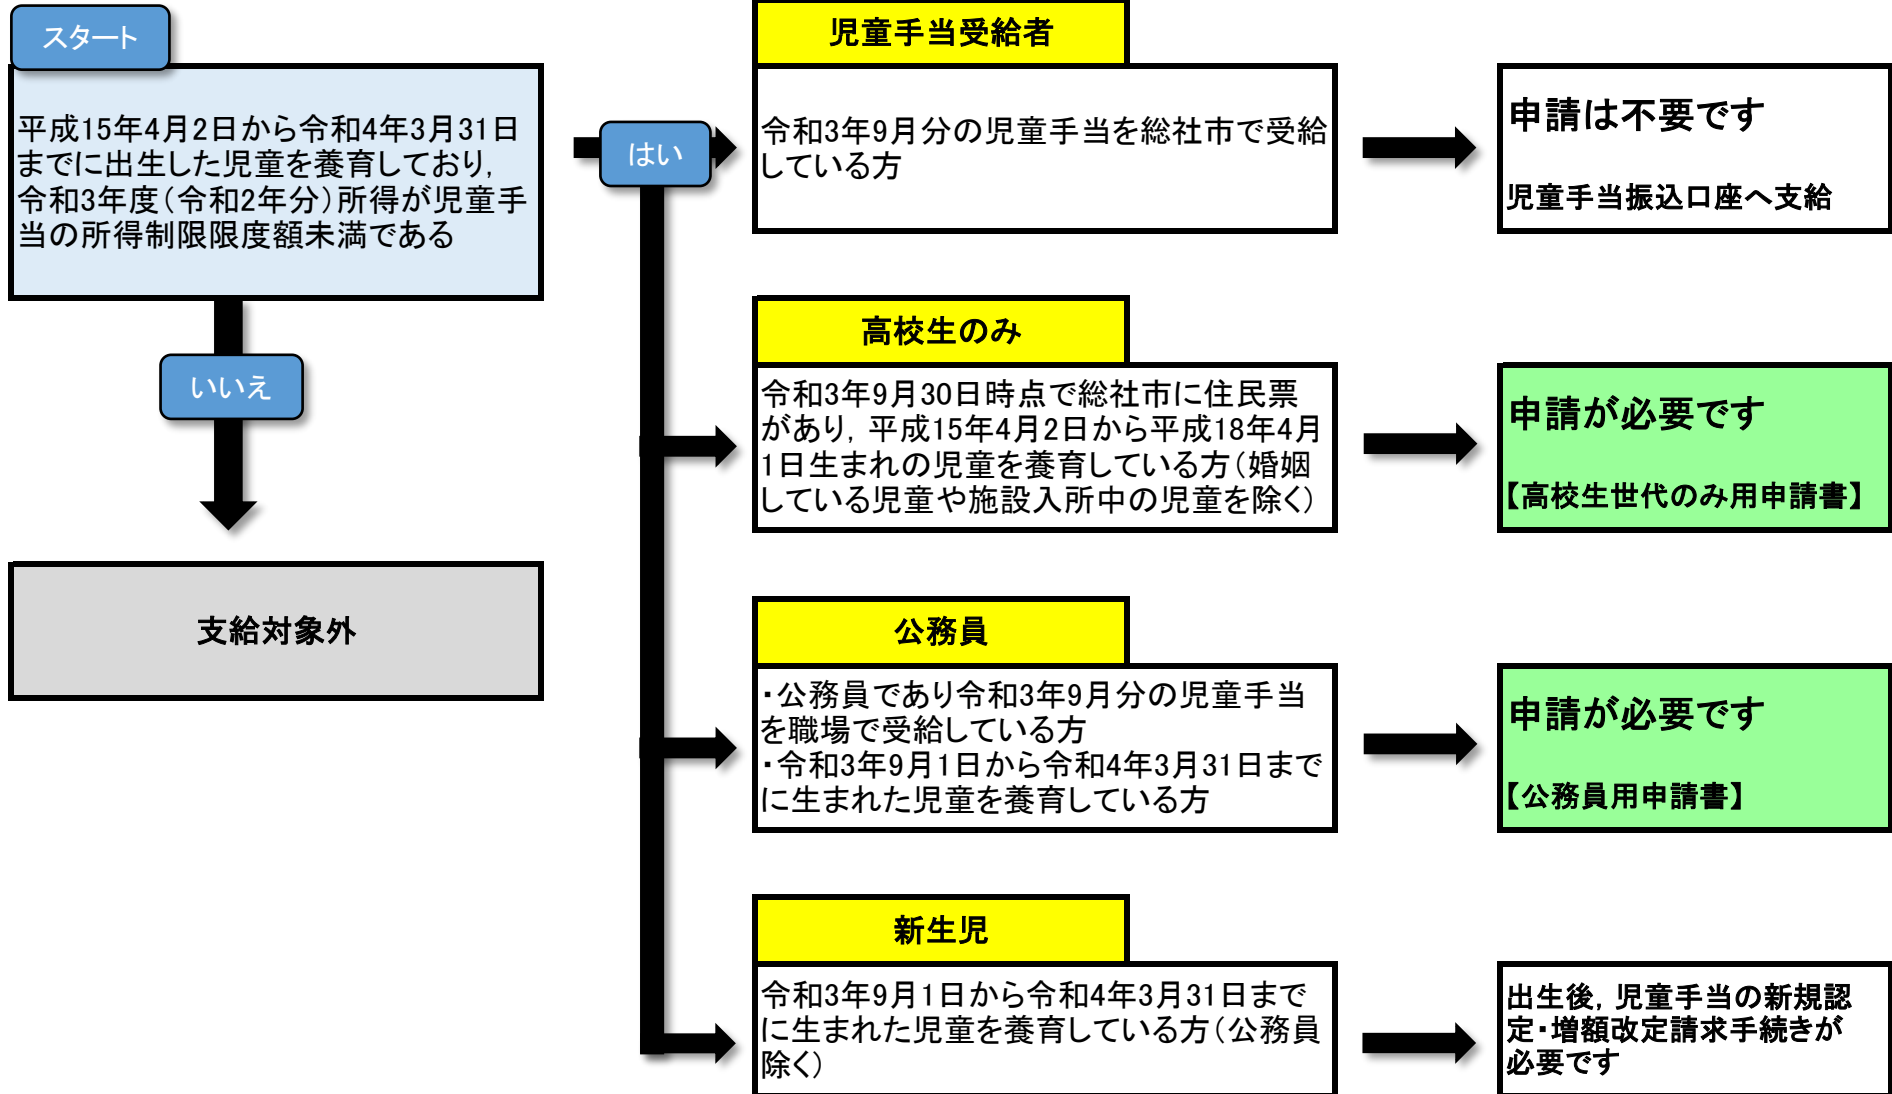 スタート
平成15年4月2日から令和4年3月31日
までに出生した児童を養育しており,
令和3年度(令和2年分)所得が児童手
当の所得制限限度額未満である
はい
いいえ
支給対象外
児童手当受給者
令和3年9月分の児童手当を総社市で受給
している方
申請は不要です
児童手当振込口座へ支給
高校生のみ
令和3年9月30日時点で総社市に住民票
があり, 平成15年4月2日から平成18年4月
1日生まれの児童を養育している方(婚姻
している児童や施設入所中の児童を除く)
申請が必要です
【高校生世代のみ用申請書】
公務員
・公務員であり令和3年9月分の児童手当
を職場で受給している方
・令和3年9月1日から令和4年3月31日まで
に生まれた児童を養育している方
申請が必要です
【公務員用申請書】
新生児
令和3年9月1日から令和4年3月31日まで
に生まれた児童を養育している方(公務員
除く)
出生後, 児童手当の新規認
定・増額改定請求手続きが
必要です